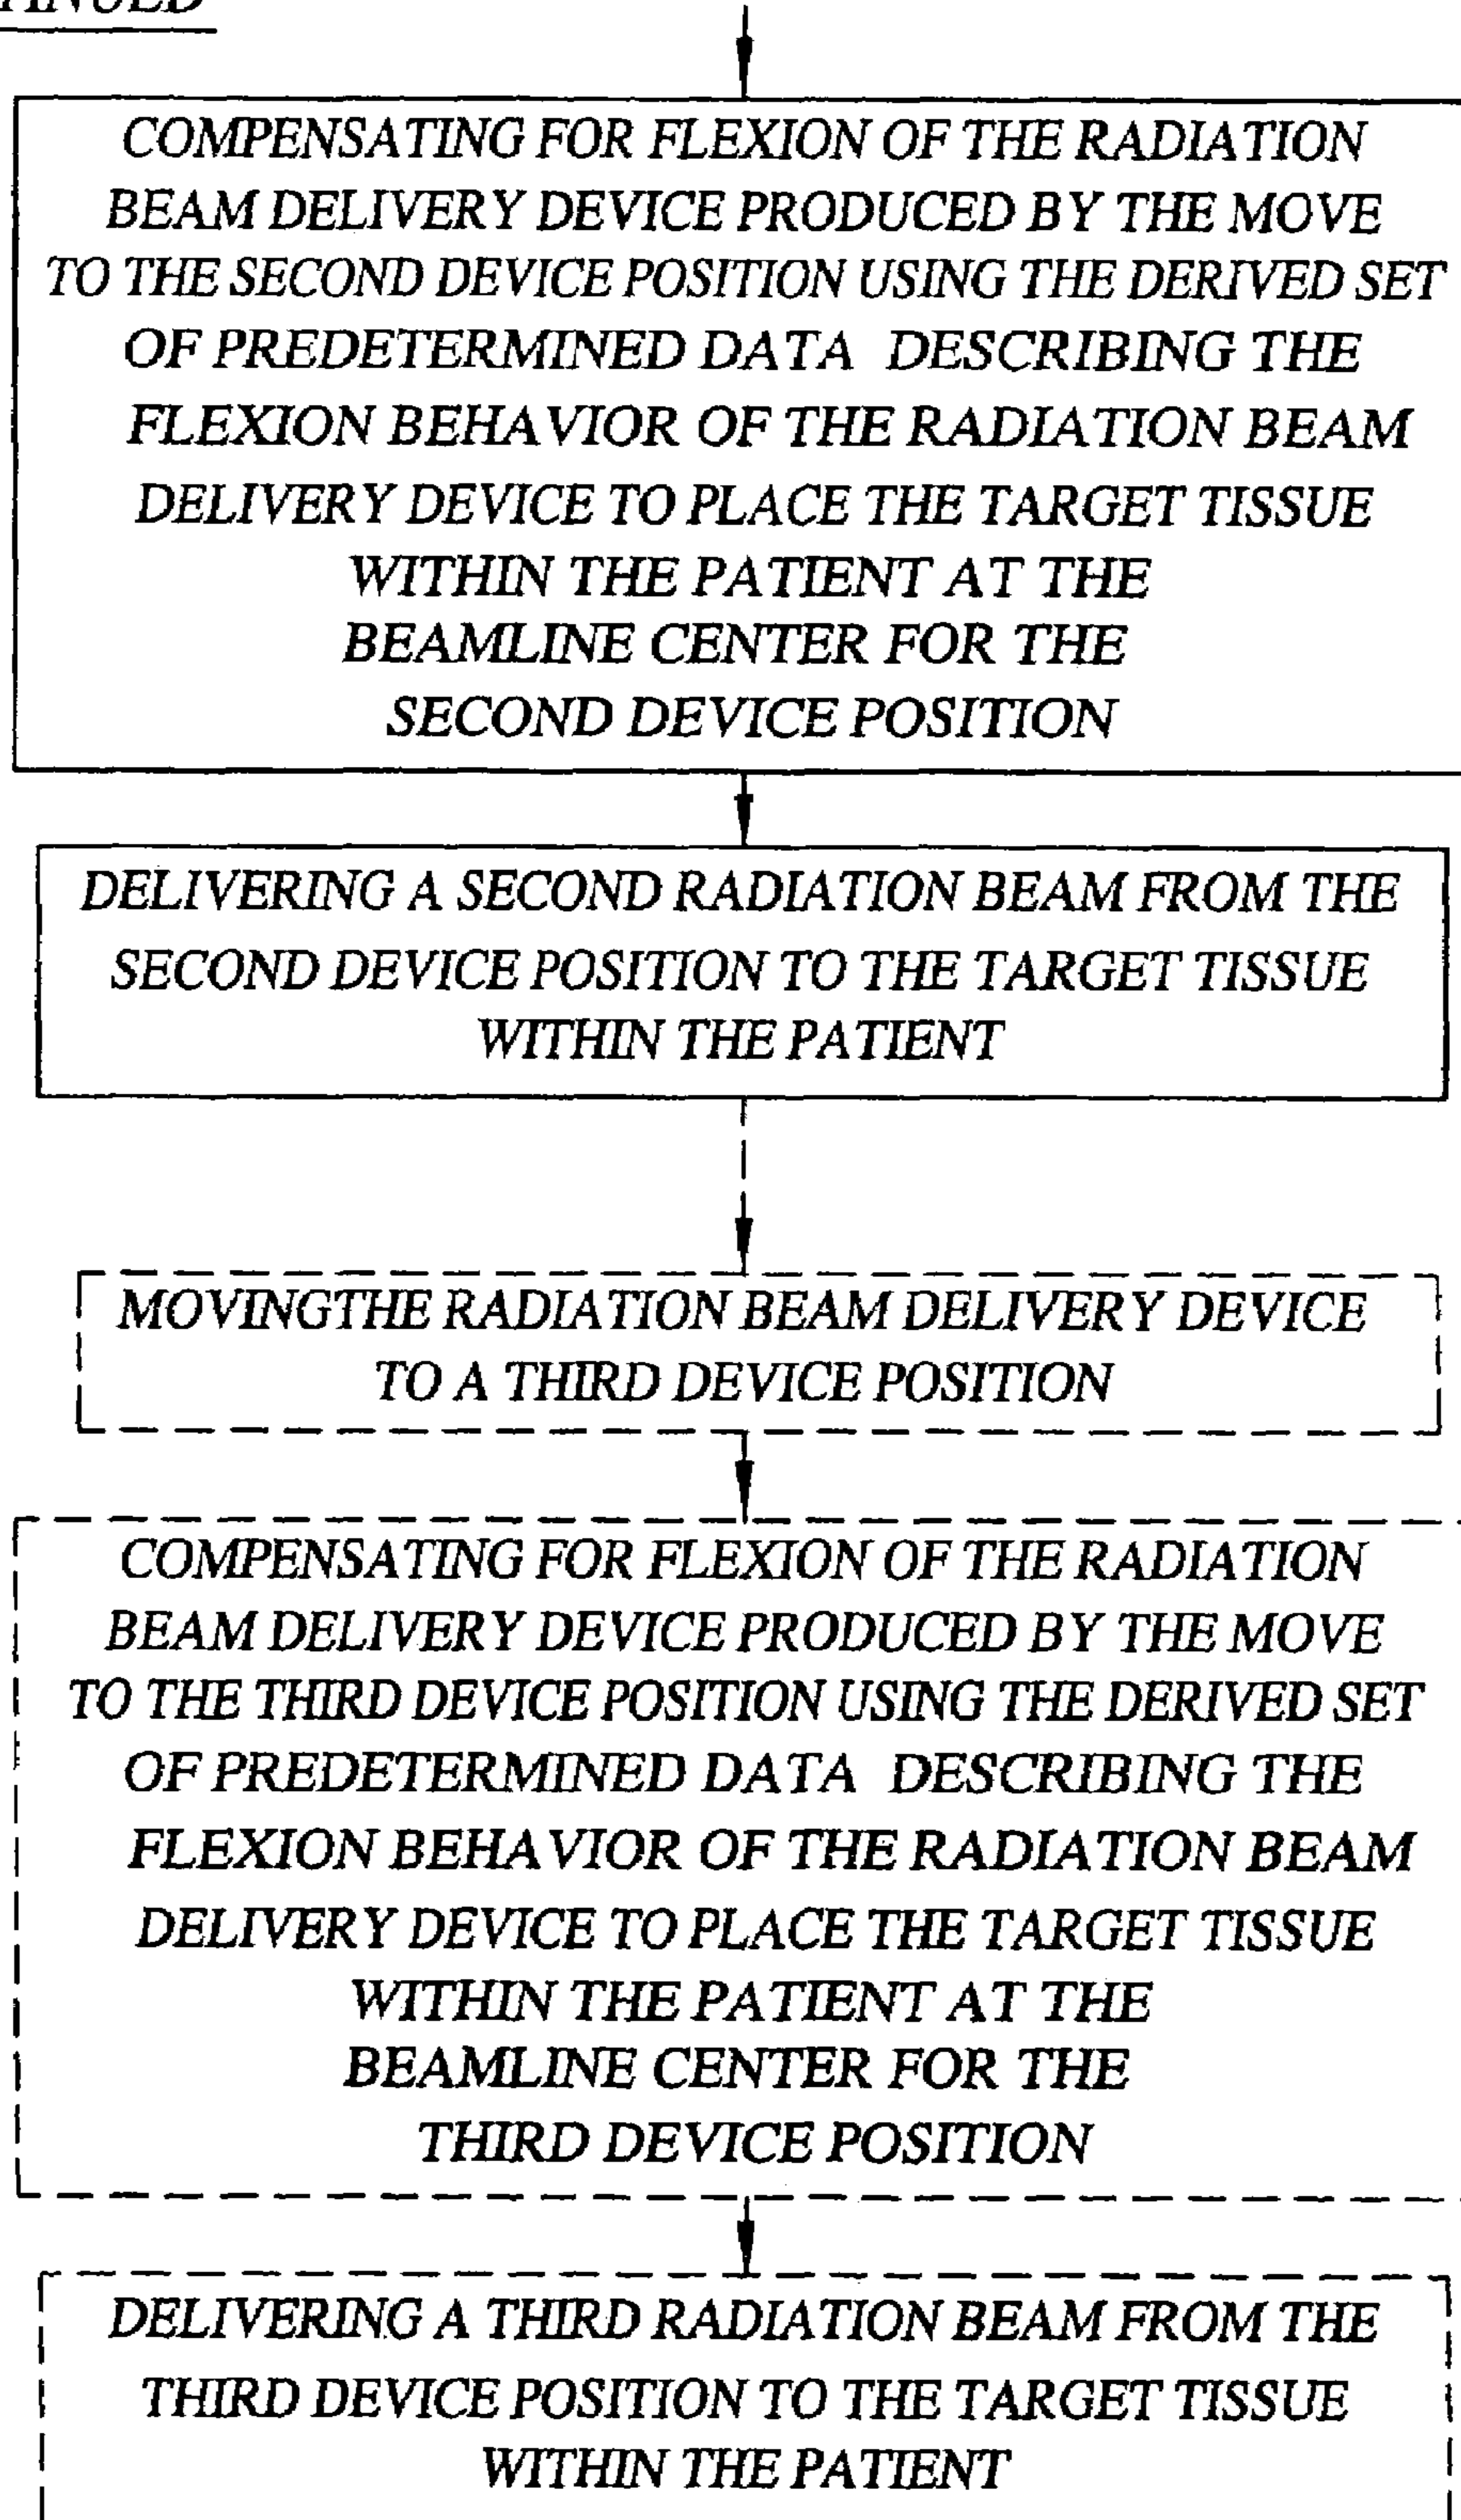 COMPENSATING FOR FLEXION OF THE RADIATION
BEAM DELIVERY DEVICE PRODUCED BY THE MOVE
TO THE SECOND DEVICE POSITION USING THE DERIVED SET
OF PREDETERMINED DATA DESCRIBING THE
FLEXION BEHAVIOR OF THE RADIATION BEAM
DELIVERY DEVICE TO PLACE THE TARGET TISSUE
WITHIN THE PATIENT AT THE
BEAMLINE CENTER FOR THE
SECOND DEVICE POSITION
DELIVERING A SECOND RADIATION BEAM FROM THE
SECOND DEVICE POSITION TO THE TARGET TISSUE
WITHIN THE PATIENT
MOVINGTHE RADIATION BEAM DELIVERY DEVICE
TO A THIRD DEVICE POSITION
COMPENSATING FOR FLEXION OF THE RADIATION
BEAM DELIVERY DEVICE PRODUCED BY THE MOVE
TO THE THIRD DEVICE POSITION USING THE DERIVED SET
OF PREDETERMINED DATA DESCRIBING THE
FLEXION BEHAVIOR OF THE RADIATION BEAM
DELIVERY DEVICE TO PLACE THE TARGET TISSUE
WITHIN THE PATIENT AT THE
BEAMLINE CENTER FOR THE
THIRD DEVICE POSITION
DELIVERING A THIRD RADIATION BEAM FROM THE
THIRD DEVICE POSITION TO THE TARGET TISSUE
WITHIN THE PATIENT